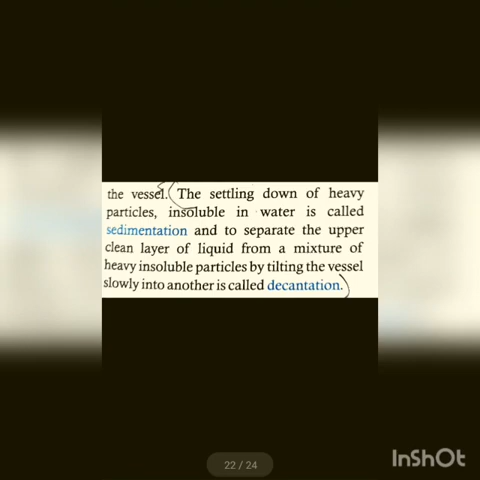 the vessel. (The settling down of heavy
particles, insoluble in water is called
sedimentation and to separate the upper
clean layer of liquid from a mixture of
heavy insoluble particles by tilting the vessel
slowly into another is called decantation.)
22 / 24
InShOt